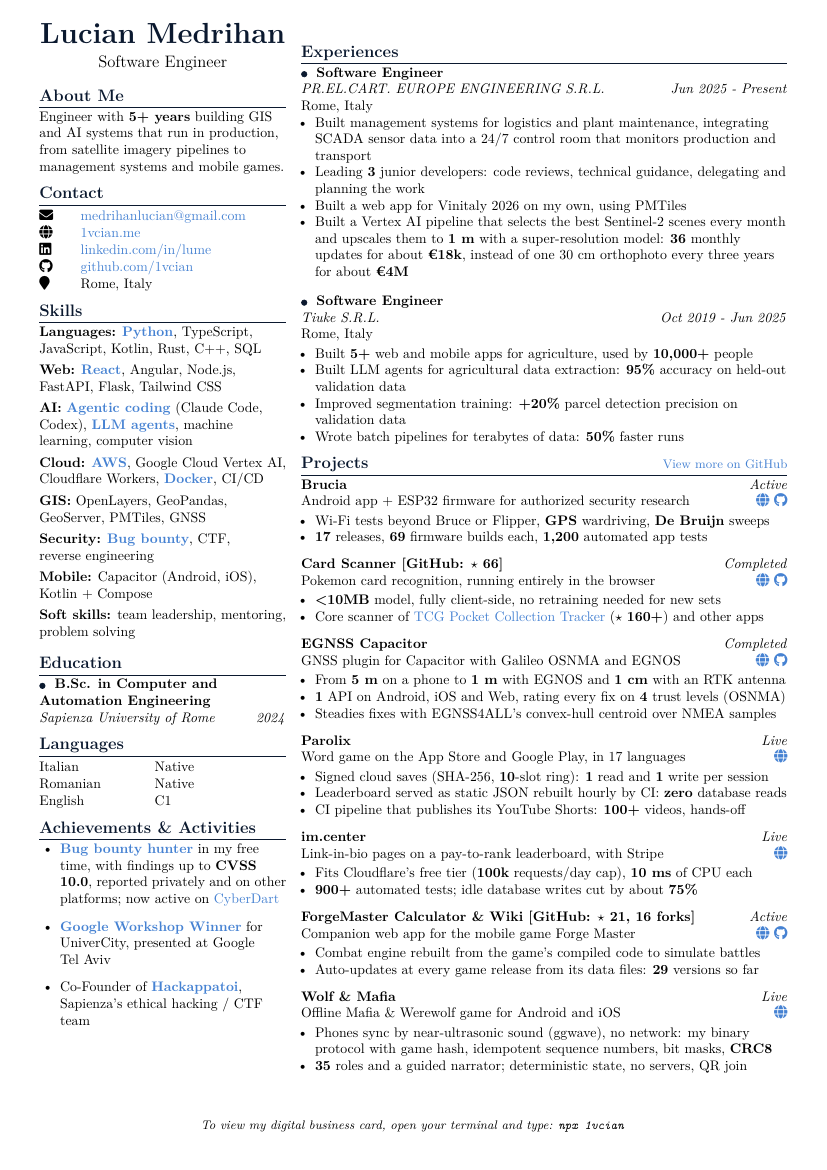 Lucian Medrihan
Software Engineer
About Me
Engineer with 5+ years building GIS
and AI systems that run in production,
from satellite imagery pipelines to
management systems and mobile games.
Contact
medrihanlucian@gmail.com
1vcian.me
linkedin.com/in/lume
github.com/1vcian
Rome, Italy
Skills
Languages: Python, TypeScript,
JavaScript, Kotlin, Rust, C++, SQL
Web: React, Angular, Node.js,
FastAPI, Flask, Tailwind CSS
AI: Agentic coding (Claude Code,
Codex), LLM agents, machine
learning, computer vision
Cloud: AWS, Google Cloud Vertex AI,
Cloudflare Workers, Docker, CI/CD
GIS: OpenLayers, GeoPandas,
GeoServer, PMTiles, GNSS
Security: Bug bounty, CTF,
reverse engineering
Mobile: Capacitor (Android, iOS),
Kotlin + Compose
Soft skills: team leadership, mentoring,
problem solving
Education
• B.Sc. in Computer and
Automation Engineering
Sapienza University of Rome 2024
Languages
Italian Native
Romanian Native
English C1
Achievements & Activities
• Bug bounty hunter in my free
time, with findings up to CVSS
10.0, reported privately and on other
platforms; now active on CyberDart
• Google Workshop Winner for
UniverCity, presented at Google
Tel Aviv
• Co-Founder of Hackappatoi,
Sapienza's ethical hacking / CTF
team
Experiences
• Software Engineer
PR.EL.CART. EUROPE ENGINEERING S.R.L. Jun 2025 - Present
Rome, Italy
• Built management systems for logistics and plant maintenance, integrating
SCADA sensor data into a 24/7 control room that monitors production and
transport
• Leading 3 junior developers: code reviews, technical guidance, delegating and
planning the work
• Built a web app for Vinitaly 2026 on my own, using PMTiles
• Built a Vertex AI pipeline that selects the best Sentinel-2 scenes every month
and upscales them to 1 m with a super-resolution model: 36 monthly
updates for about €18k, instead of one 30 cm orthophoto every three years
for about €4M
• Software Engineer
Tiuke S.R.L. Oct 2019 - Jun 2025
Rome, Italy
• Built 5+ web and mobile apps for agriculture, used by 10,000+ people
• Built LLM agents for agricultural data extraction: 95% accuracy on held-out
validation data
• Improved segmentation training: +20% parcel detection precision on
validation data
• Wrote batch pipelines for terabytes of data: 50% faster runs
Projects View more on GitHub
Brucia Active
Android app + ESP32 firmware for authorized security research
• Wi-Fi tests beyond Bruce or Flipper, GPS wardriving, De Bruijn sweeps
• 17 releases, 69 firmware builds each, 1,200 automated app tests
Card Scanner [GitHub: ⋆ 66] Completed
Pokemon card recognition, running entirely in the browser
• <10MB model, fully client-side, no retraining needed for new sets
• Core scanner of TCG Pocket Collection Tracker (⋆ 160+) and other apps
EGNSS Capacitor Completed
GNSS plugin for Capacitor with Galileo OSNMA and EGNOS
• From 5 m on a phone to 1 m with EGNOS and 1 cm with an RTK antenna
• 1 API on Android, iOS and Web, rating every fix on 4 trust levels (OSNMA)
• Steadies fixes with EGNSS4ALL's convex-hull centroid over NMEA samples
Parolix Live
Word game on the App Store and Google Play, in 17 languages
• Signed cloud saves (SHA-256, 10-slot ring): 1 read and 1 write per session
• Leaderboard served as static JSON rebuilt hourly by CI: zero database reads
• CI pipeline that publishes its YouTube Shorts: 100+ videos, hands-off
im.center Live
Link-in-bio pages on a pay-to-rank leaderboard, with Stripe
• Fits Cloudflare's free tier (100k requests/day cap), 10 ms of CPU each
• 900+ automated tests; idle database writes cut by about 75%
ForgeMaster Calculator & Wiki [GitHub: ⋆ 21, 16 forks] Active
Companion web app for the mobile game Forge Master
• Combat engine rebuilt from the game's compiled code to simulate battles
• Auto-updates at every game release from its data files: 29 versions so far
Wolf & Mafia Live
Offline Mafia & Werewolf game for Android and iOS
• Phones sync by near-ultrasonic sound (ggwave), no network: my binary
protocol with game hash, idempotent sequence numbers, bit masks, CRC8
• 35 roles and a guided narrator; deterministic state, no servers, QR join
To view my digital business card, open your terminal and type: npx 1vcian